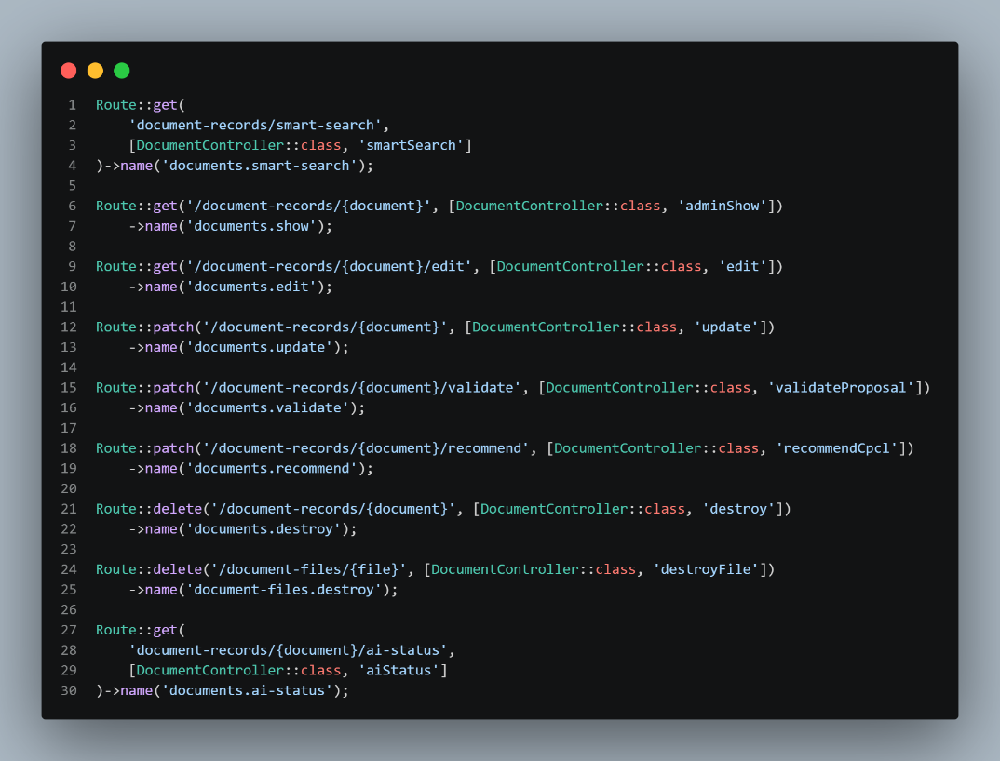 1 Route::get(
2     'document-records/smart-search',
3     [DocumentController::class, 'smartSearch']
4 )->name('documents.smart-search');
5
6 Route::get('/document-records/{document}', [DocumentController::class, 'adminShow'])
7     ->name('documents.show');
8
9 Route::get('/document-records/{document}/edit', [DocumentController::class, 'edit'])
10     ->name('documents.edit');
11
12 Route::patch('/document-records/{document}', [DocumentController::class, 'update'])
13     ->name('documents.update');
14
15 Route::patch('/document-records/{document}/validate', [DocumentController::class, 'validateProposal'])
16     ->name('documents.validate');
17
18 Route::patch('/document-records/{document}/recommend', [DocumentController::class, 'recommendCpcl'])
19     ->name('documents.recommend');
20
21 Route::delete('/document-records/{document}', [DocumentController::class, 'destroy'])
22     ->name('documents.destroy');
23
24 Route::delete('/document-files/{file}', [DocumentController::class, 'destroyFile'])
25     ->name('document-files.destroy');
26
27 Route::get(
28     'document-records/{document}/ai-status',
29     [DocumentController::class, 'aiStatus']
30 )->name('documents.ai-status');